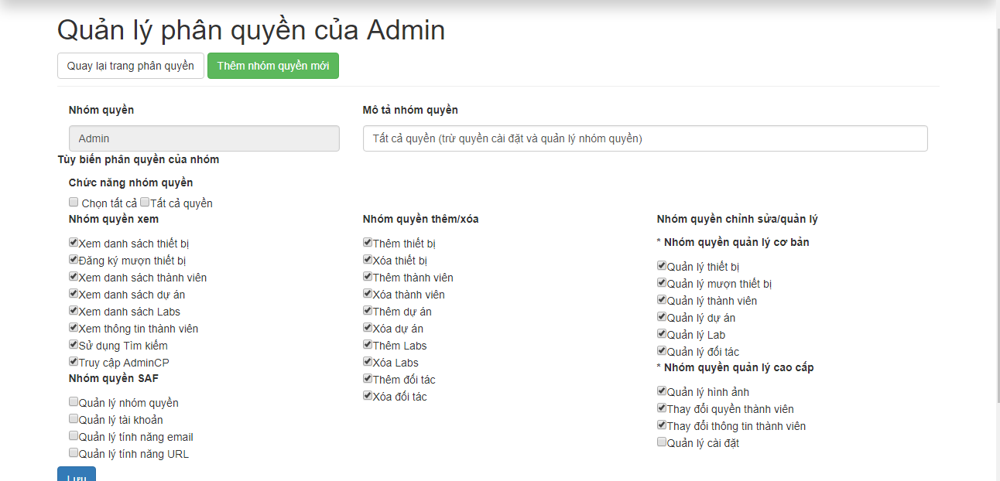 Quản lý phân quyền của Admin
Quay lại trang phân quyền
Thêm nhóm quyền mới
Nhóm quyền
Mô tả nhóm quyền
Admin
Tất cả quyền (trừ quyền cài đặt và quản lý nhóm quyền)
Tùy biến phân quyền của nhóm
Chức năng nhóm quyền
Chọn tất cả Tất cả quyền
Nhóm quyền xem
Xem danh sách thiết bị
Đăng ký mượn thiết bị
Xem danh sách thành viên
Xem danh sách dự án
Xem danh sách Labs
Xem thông tin thành viên
Sử dụng Tìm kiếm
Truy cập AdminCP
Nhóm quyền SAF
Quản lý nhóm quyền
Quản lý tài khoản
Quản lý tính năng email
Quản lý tính năng URL
Nhóm quyền thêm/xóa
Thêm thiết bị
Xóa thiết bị
Thêm thành viên
Xóa thành viên
Thêm dự án
Xóa dự án
Thêm Labs
Xóa Labs
Thêm đối tác
Xóa đối tác
Nhóm quyền chỉnh sửa/quản lý
* Nhóm quyền quản lý cơ bản
Quản lý thiết bị
Quản lý mượn thiết bị
Quản lý thành viên
Quản lý dự án
Quản lý Lab
Quản lý đối tác
* Nhóm quyền quản lý cao cấp
Quản lý hình ảnh
Thay đổi quyền thành viên
Thay đổi thông tin thành viên
Quản lý cài đặt
Lưu